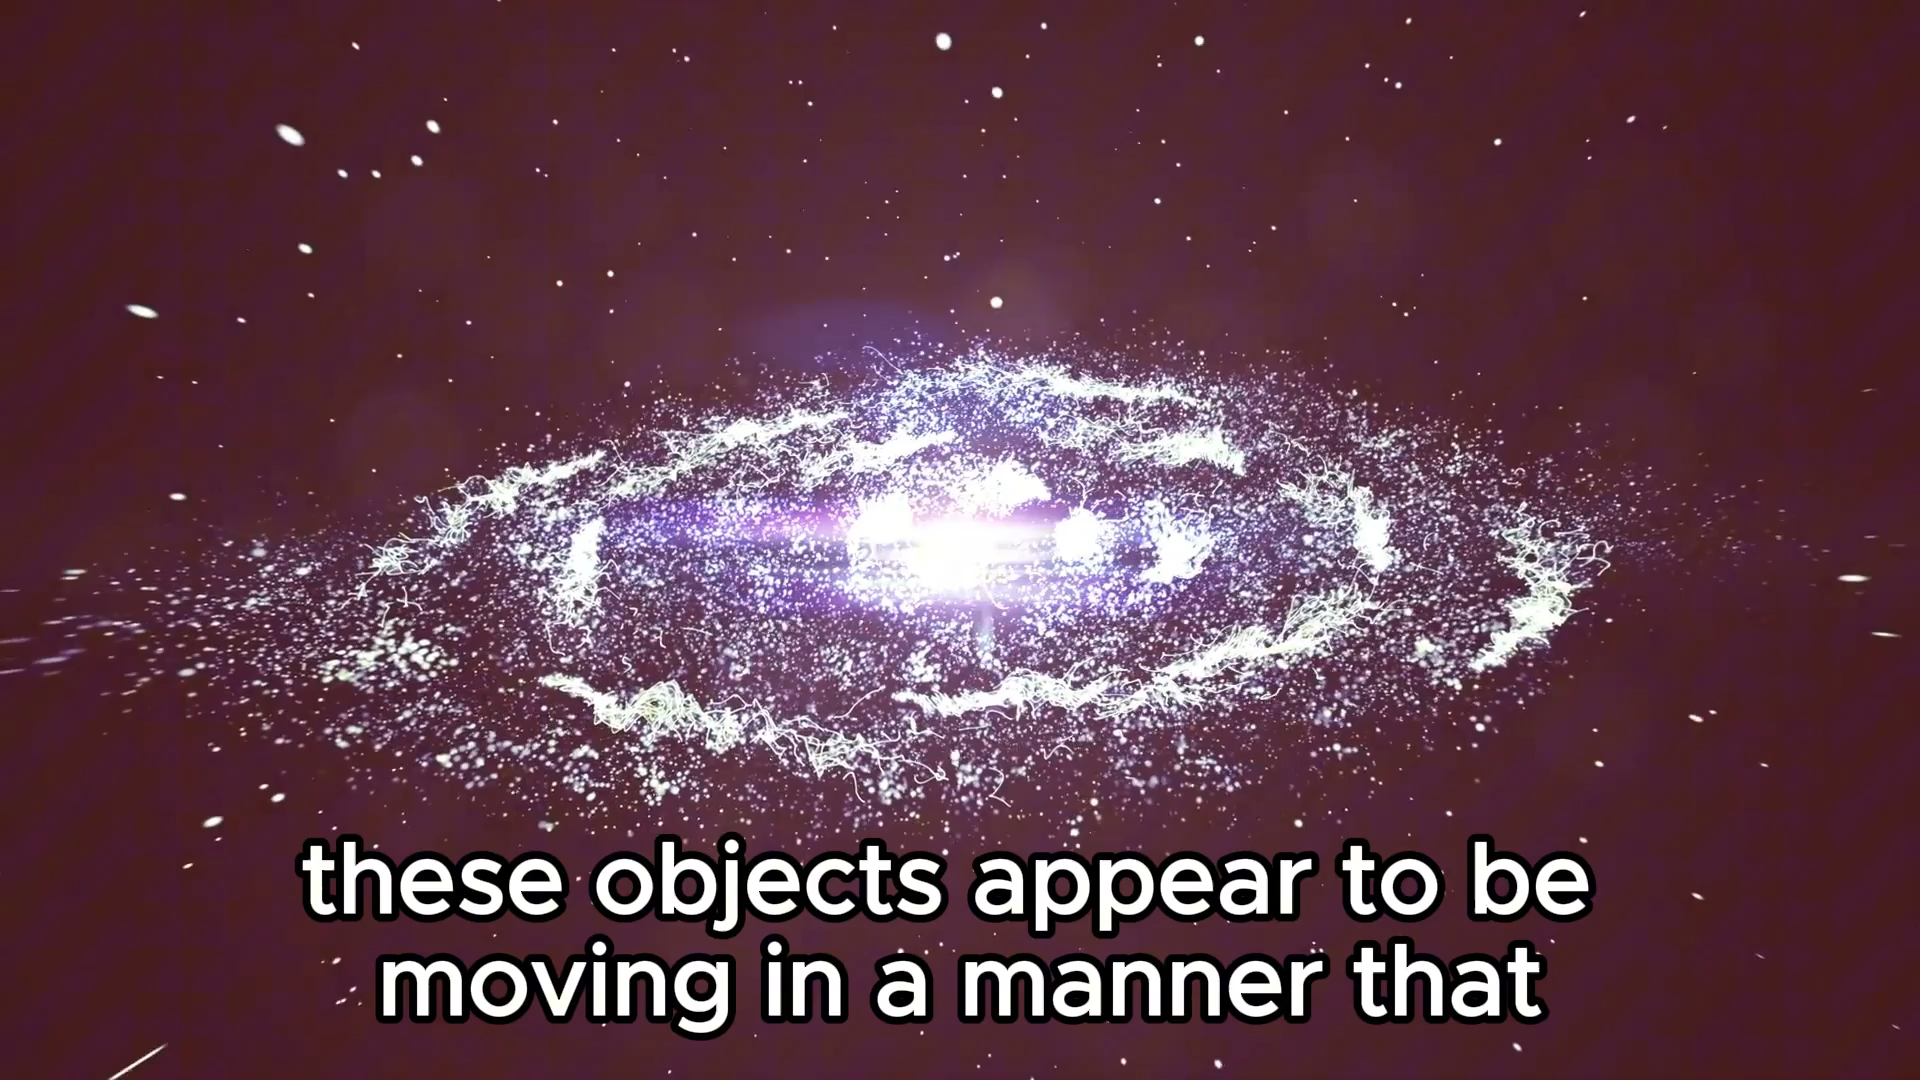 these objects appear to be
moving in a manner that